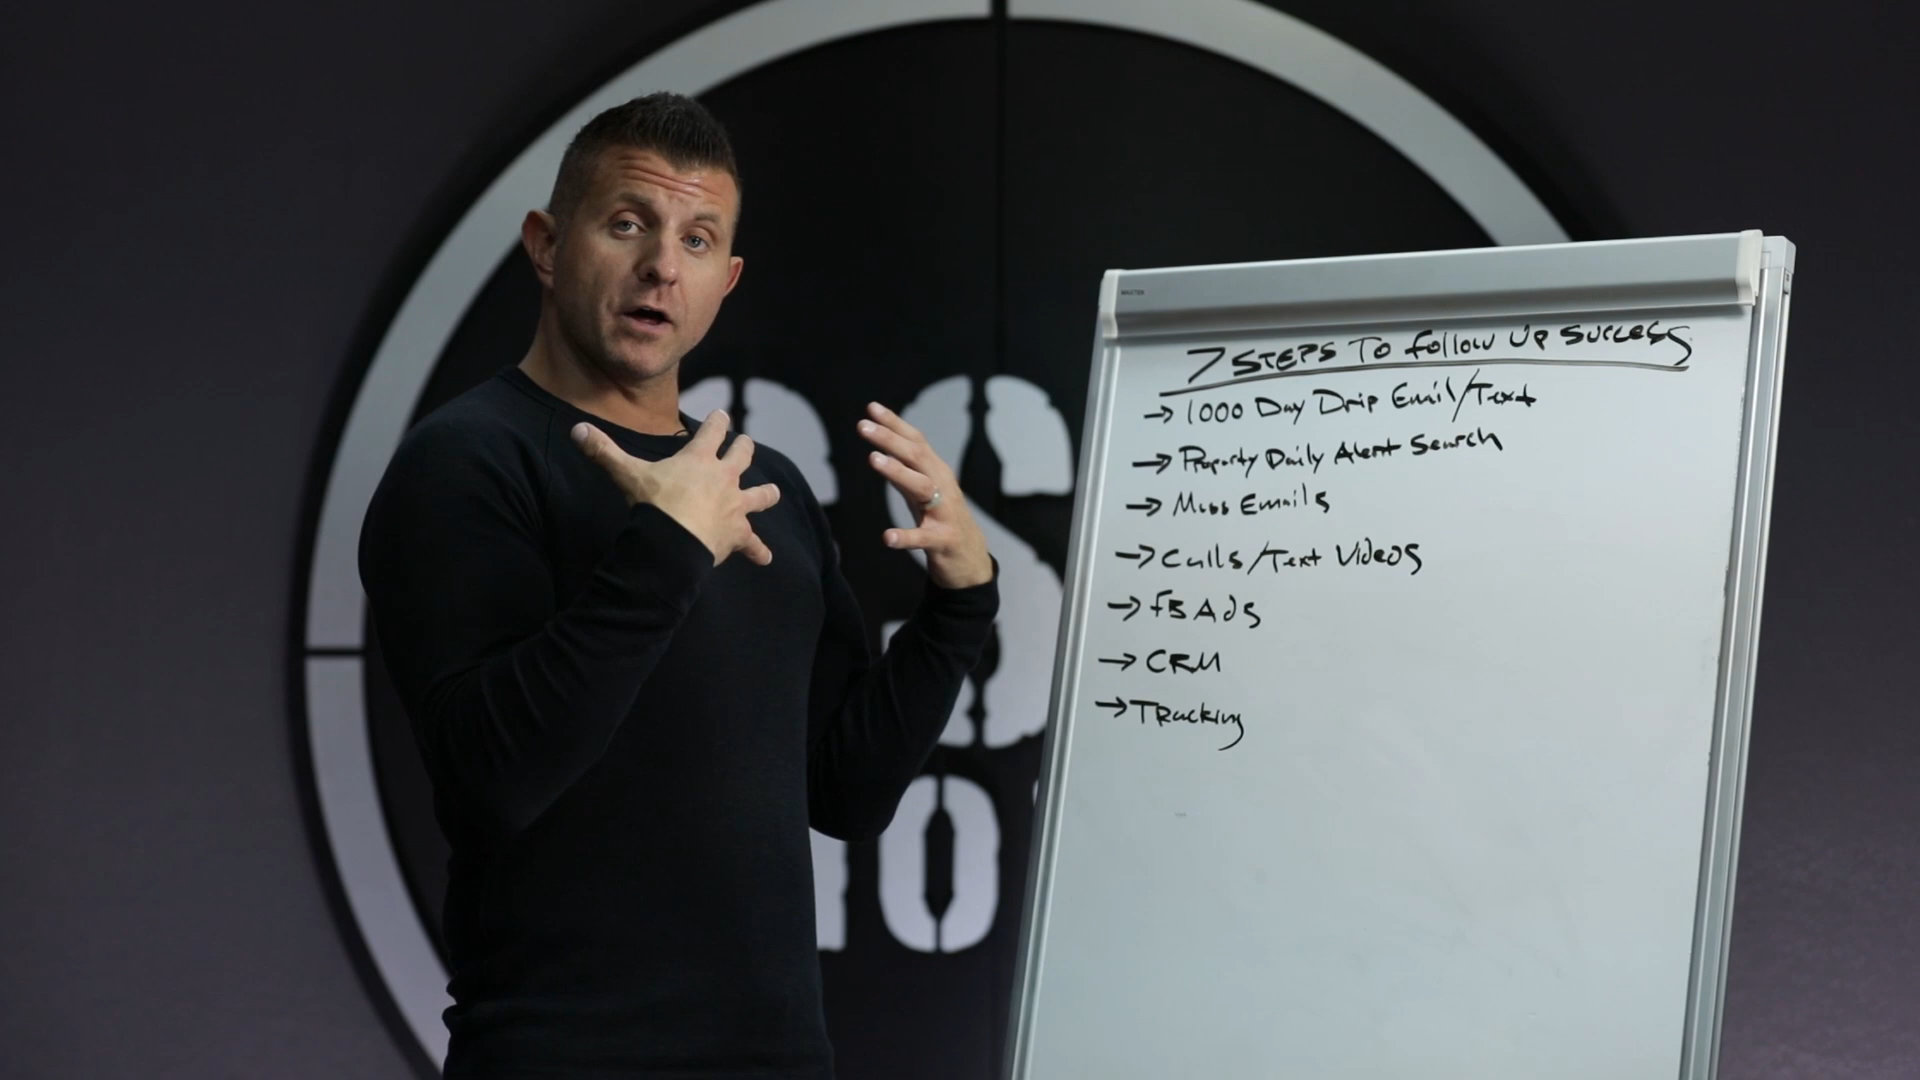 7 STEPS TO Follow UP SUCCESS
→ 1000 Day Drip Email/Text
→ Property Daily Alert Search
→ Mass Emails
→ Calls/Text Videos
→ FB Ads
→ CRM
→ Tracking